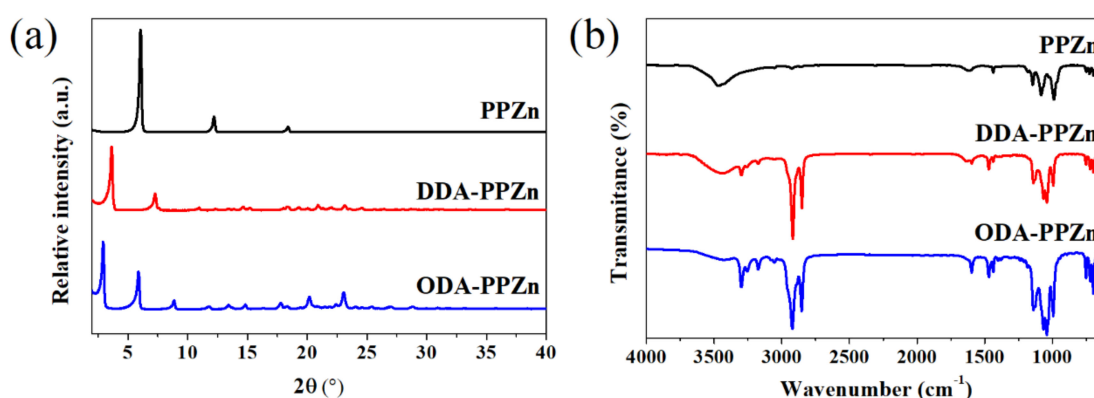 (a)
Relative intensity (a.u.)
PPZn
DDA-PPZn
ODA-PPZn
5 10 15 20 25 30 35 40
2θ (°)
(b)
Transmitance (%)
PPZn
DDA-PPZn
ODA-PPZn
4000 3500 3000 2500 2000 1500 1000
Wavenumber (cm⁻¹)